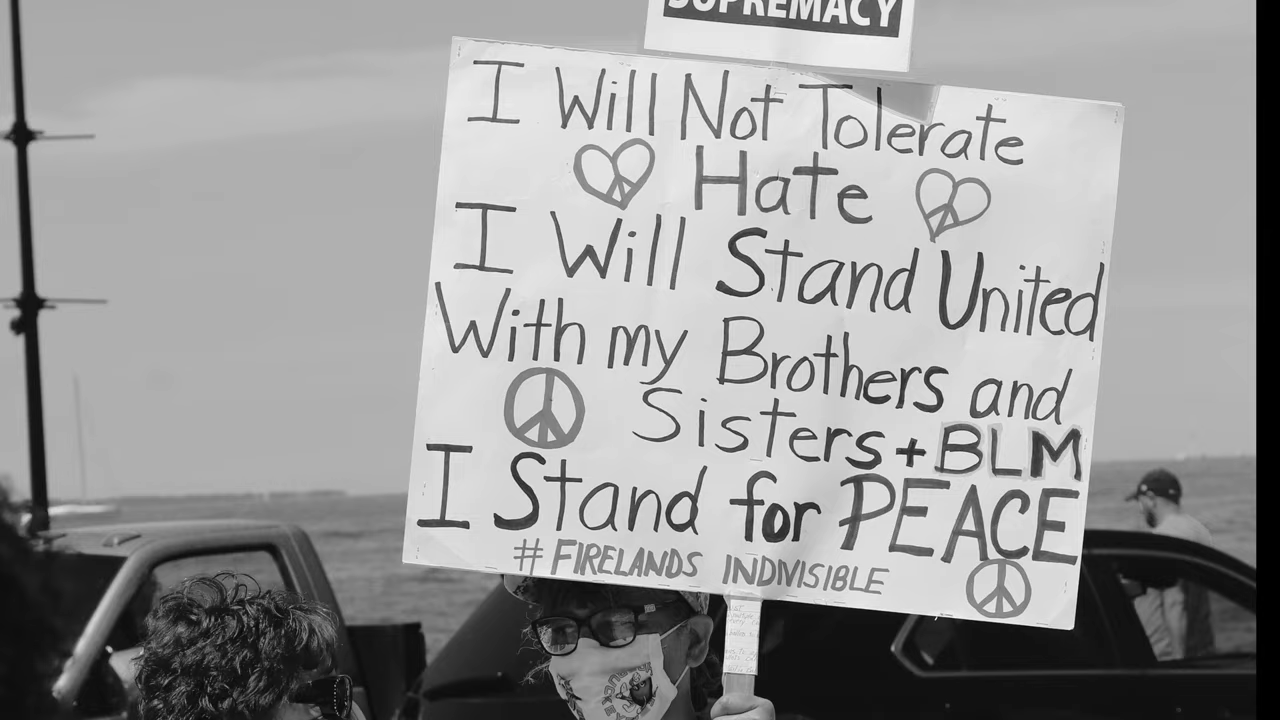 SUPREMACY
I Will Not Tolerate
Hate
I Will Stand United
With my Brothers and
Sisters + BLM
I Stand for PEACE
# FIRELANDS INDIVISIBLE